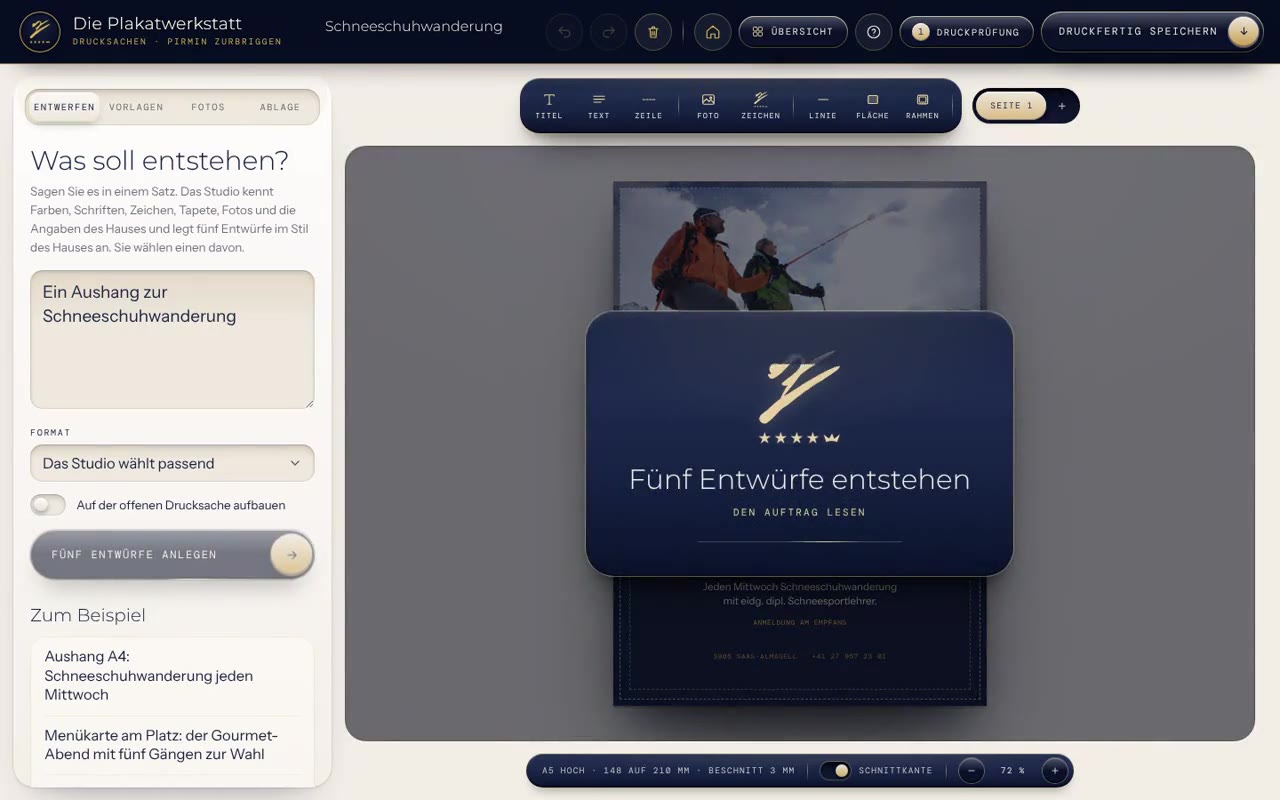 Die Plakatwerkstatt
DRUCKSACHEN · PIRMIN ZURBRIGGEN
Schneeschuhwanderung
ÜBERSICHT
1 DRUCKPRÜFUNG
DRUCKFERTIG SPEICHERN
ENTWERFEN VORLAGEN FOTOS ABLAGE
TITEL TEXT ZEILE FOTO ZEICHEN LINIE FLÄCHE RAHMEN
SEITE 1 +
Was soll entstehen?
Sagen Sie es in einem Satz. Das Studio kennt
Farben, Schriften, Zeichen, Tapete, Fotos und die
Angaben des Hauses und legt fünf Entwürfe im Stil
des Hauses an. Sie wählen einen davon.
Ein Aushang zur
Schneeschuhwanderung
FORMAT
Das Studio wählt passend
Auf der offenen Drucksache aufbauen
FÜNF ENTWÜRFE ANLEGEN
Zum Beispiel
Aushang A4:
Schneeschuhwanderung jeden
Mittwoch
Menükarte am Platz: der Gourmet-
Abend mit fünf Gängen zur Wahl
Fünf Entwürfe entstehen
DEN AUFTRAG LESEN
Jeden Mittwoch Schneeschuhwanderung
mit eidg. dipl. Schneesportlehrer.
ANMELDUNG AM EMPFANG
3905 SAAS-ALMAGELL · +41 27 957 23 01
A5 HOCH · 148 AUF 210 MM · BESCHNITT 3 MM
SCHNITTKANTE
− 72 % +